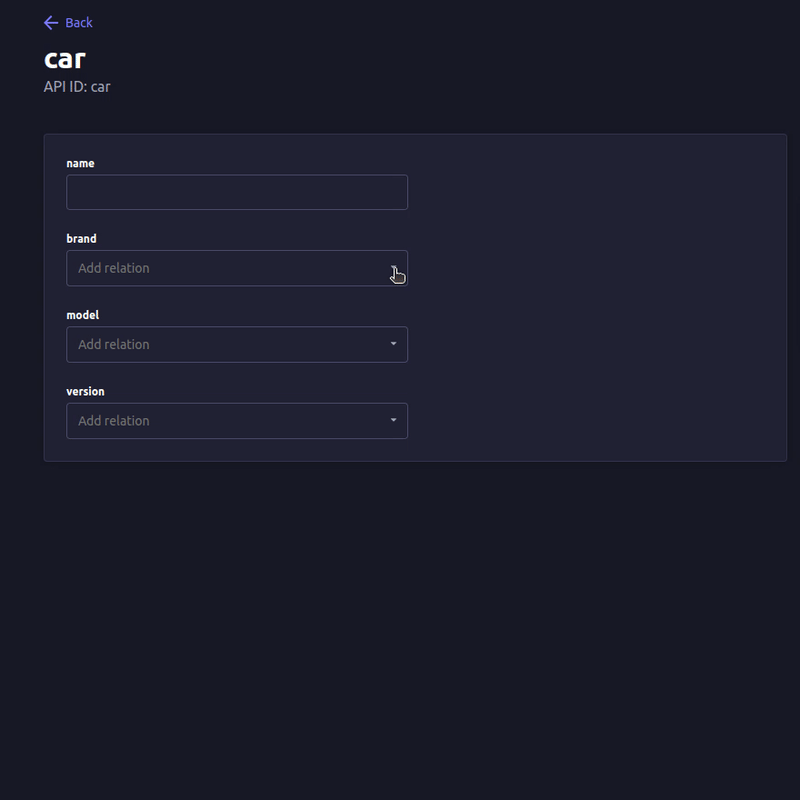 Back
car
API ID: car
name
brand
Add relation
model
Add relation
version
Add relation